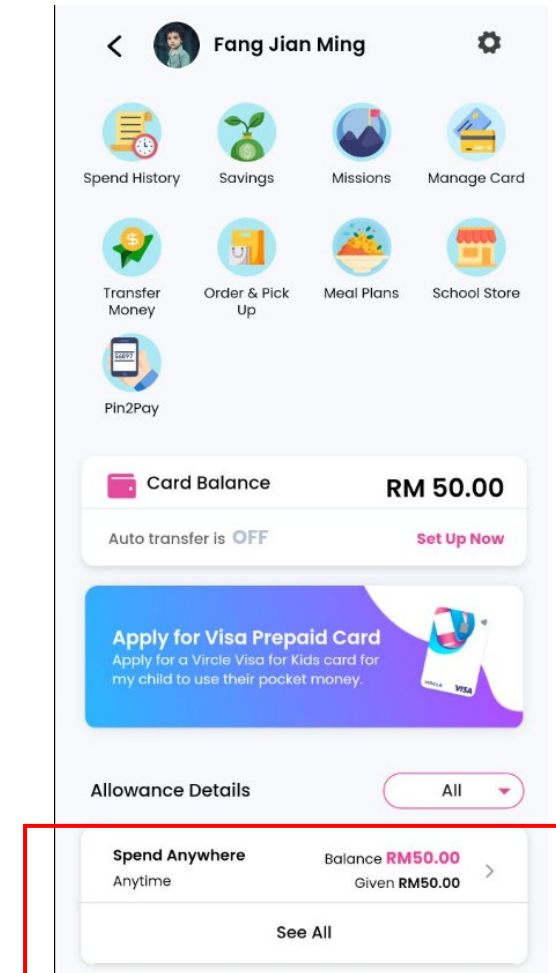 Fang Jian Ming
Spend History
Savings
Missions
Manage Card
Transfer
Money
Order & Pick
Up
Meal Plans
School Store
Pin2Pay
Card Balance
RM 50.00
Auto transfer is OFF
Set Up Now
Apply for Visa Prepaid Card
Apply for a Vircle Visa for Kids card for
my child to use their pocket money.
VIRCLE VISA
Allowance Details
All
Spend Anywhere
Balance RM50.00
Anytime
Given RM50.00
See All